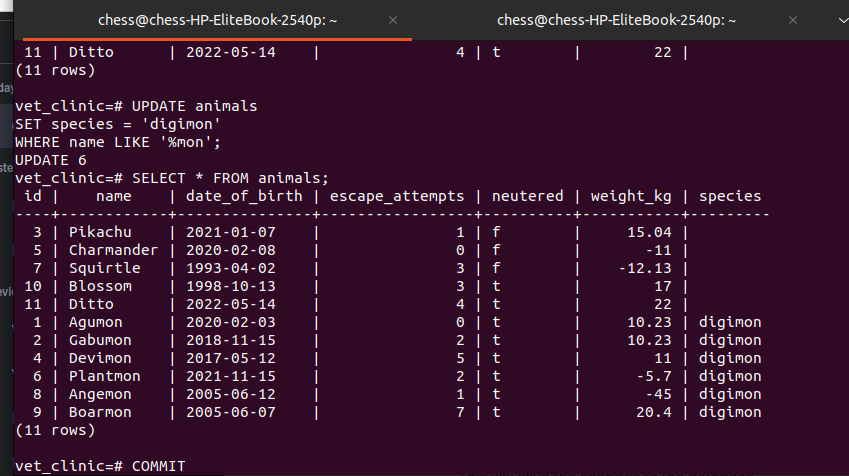 chess@chess-HP-EliteBook-2540p: ~ × chess@chess-HP-EliteBook-2540p: ~ ×
 11 | Ditto      | 2022-05-14    |               4 | t        |        22 |
(11 rows)
vet_clinic=# UPDATE animals
SET species = 'digimon'
WHERE name LIKE '%mon';
UPDATE 6
vet_clinic=# SELECT * FROM animals;
 id |    name    | date_of_birth | escape_attempts | neutered | weight_kg | species
----+------------+---------------+-----------------+----------+-----------+---------
  3 | Pikachu    | 2021-01-07    |               1 | f        |     15.04 |
  5 | Charmander | 2020-02-08    |               0 | f        |       -11 |
  7 | Squirtle   | 1993-04-02    |               3 | f        |    -12.13 |
 10 | Blossom    | 1998-10-13    |               3 | t        |        17 |
 11 | Ditto      | 2022-05-14    |               4 | t        |        22 |
  1 | Agumon     | 2020-02-03    |               0 | t        |     10.23 | digimon
  2 | Gabumon    | 2018-11-15    |               2 | t        |     10.23 | digimon
  4 | Devimon    | 2017-05-12    |               5 | t        |        11 | digimon
  6 | Plantmon   | 2021-11-15    |               2 | t        |      -5.7 | digimon
  8 | Angemon    | 2005-06-12    |               1 | t        |       -45 | digimon
  9 | Boarmon    | 2005-06-07    |               7 | t        |      20.4 | digimon
(11 rows)
vet_clinic=# COMMIT